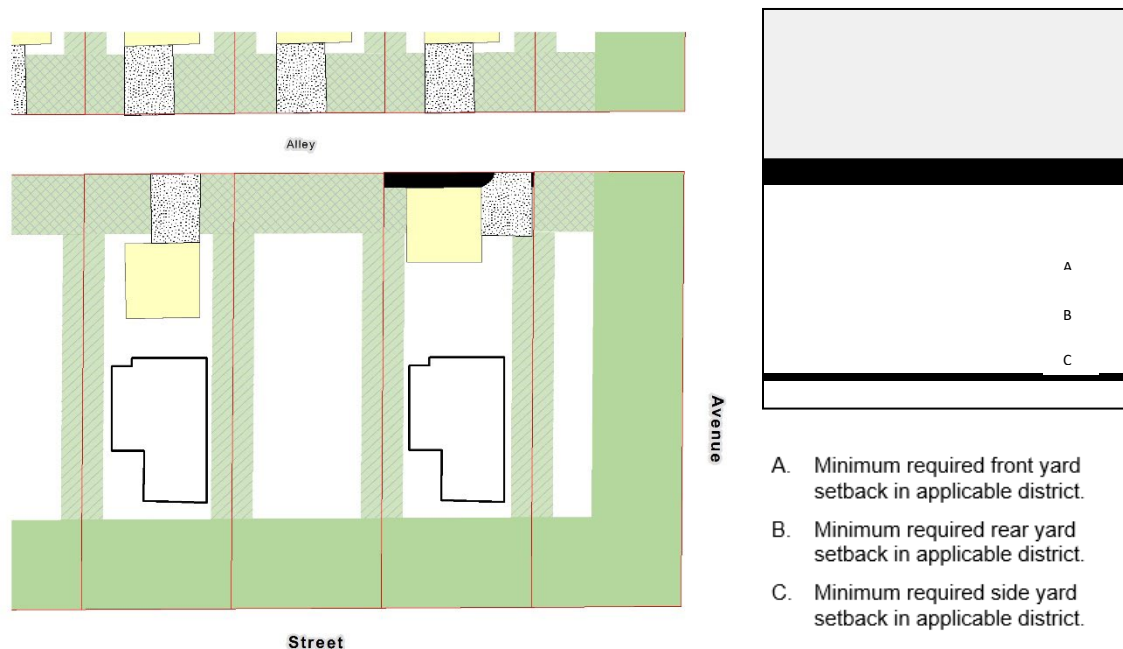 Alley
Avenue
Street
A
B
C
A. Minimum required front yard
setback in applicable district.
B. Minimum required rear yard
setback in applicable district.
C. Minimum required side yard
setback in applicable district.